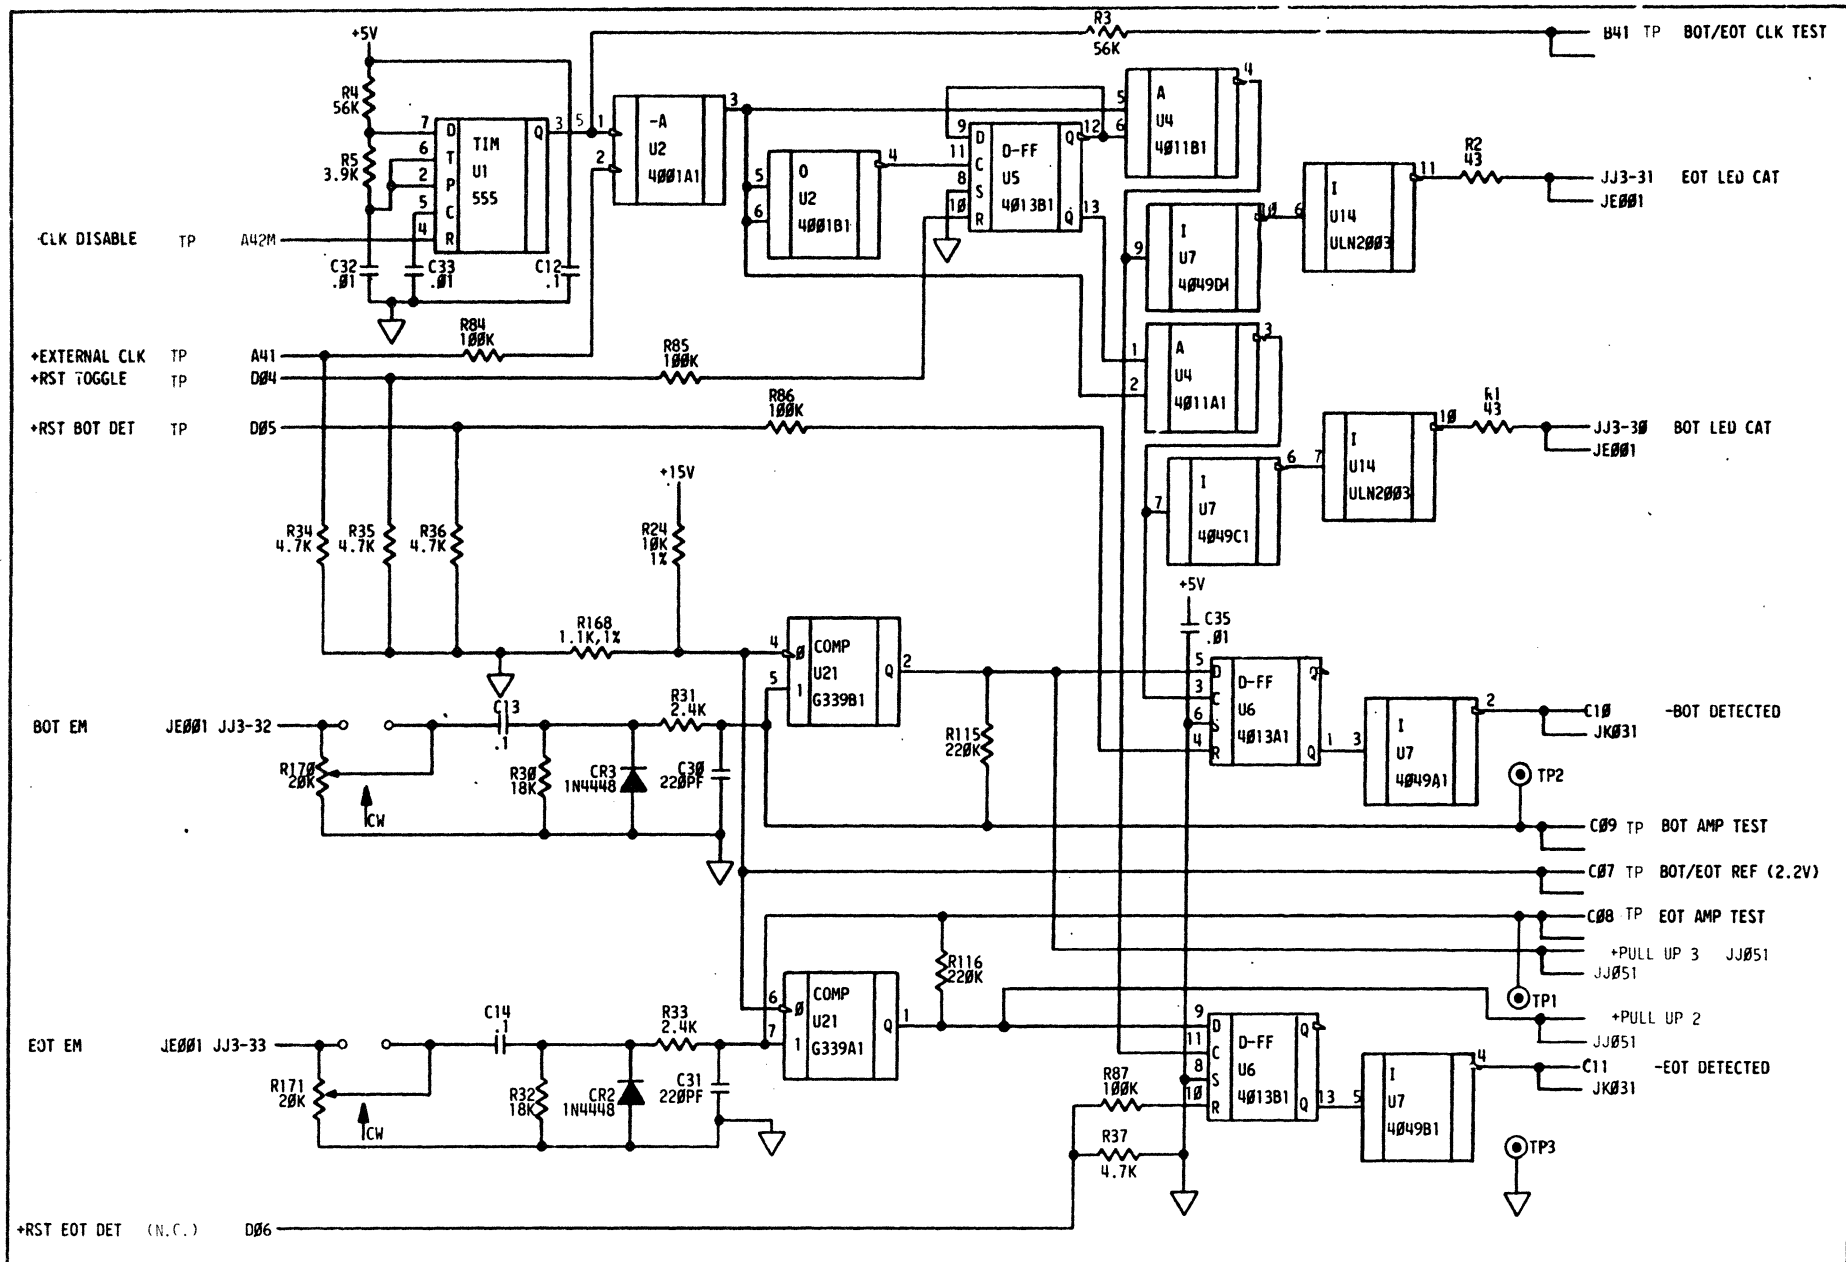 R3
56K
B41 TP BOT/EOT CLK TEST
+5V
R4
56K
R5
3.9K
7 D
6 T
2 P
5 C
4 R
TIM
U1
555
Q 3
5 1
2
-A
U2
4001A1
3
5
6
O
U2
4001B1
4
9 D
11 C
8 S
10 R
D-FF
U5
4013B1
Q 12
Q 13
5
6
A
U4
4011B1
4
9
I
U7
4049D1
10 6
I
U14
ULN2003
11
R2
43
JJ3-31 EOT LED CAT
JE001
CLK DISABLE TP A42M
C32
.01
C33
.01
C12
.1
+EXTERNAL CLK TP A41
R84
100K
+RST TOGGLE TP D04
R85
100K
+RST BOT DET TP D05
R86
100K
1
2
A
U4
4011A1
3
7
I
U7
4049C1
6 7
I
U14
ULN2003
10
R1
43
JJ3-30 BOT LED CAT
JE001
R34
4.7K
R35
4.7K
R36
4.7K
+15V
R24
10K
1%
R168
1.1K,1%
4 0
5 1
COMP
U21
G339B1
Q 2
+5V
C35
.01
5 D
3 C
6 S
4 R
D-FF
U6
4013A1
Q
Q 1
3
I
U7
4049A1
2
C10 -BOT DETECTED
JK031
BOT EM JE001 JJ3-32
R170
20K
CW
C13
.1
R30
18K
CR3
1N4448
R31
2.4K
C30
220PF
R115
220K
TP2
C09 TP BOT AMP TEST
C07 TP BOT/EOT REF (2.2V)
C08 TP EOT AMP TEST
+PULL UP 3 JJ051
JJ051
TP1
+PULL UP 2
JJ051
R116
220K
6 0
7 1
COMP
U21
G339A1
Q 1
EOT EM JE001 JJ3-33
R171
20K
CW
C14
.1
R32
18K
CR2
1N4448
R33
2.4K
C31
220PF
9 D
11 C
8 S
10 R
D-FF
U6
4013B1
Q
Q 13
5
I
U7
4049B1
4
C11 -EOT DETECTED
JK031
R87
100K
R37
4.7K
TP3
+RST EOT DET (N.C.) D06